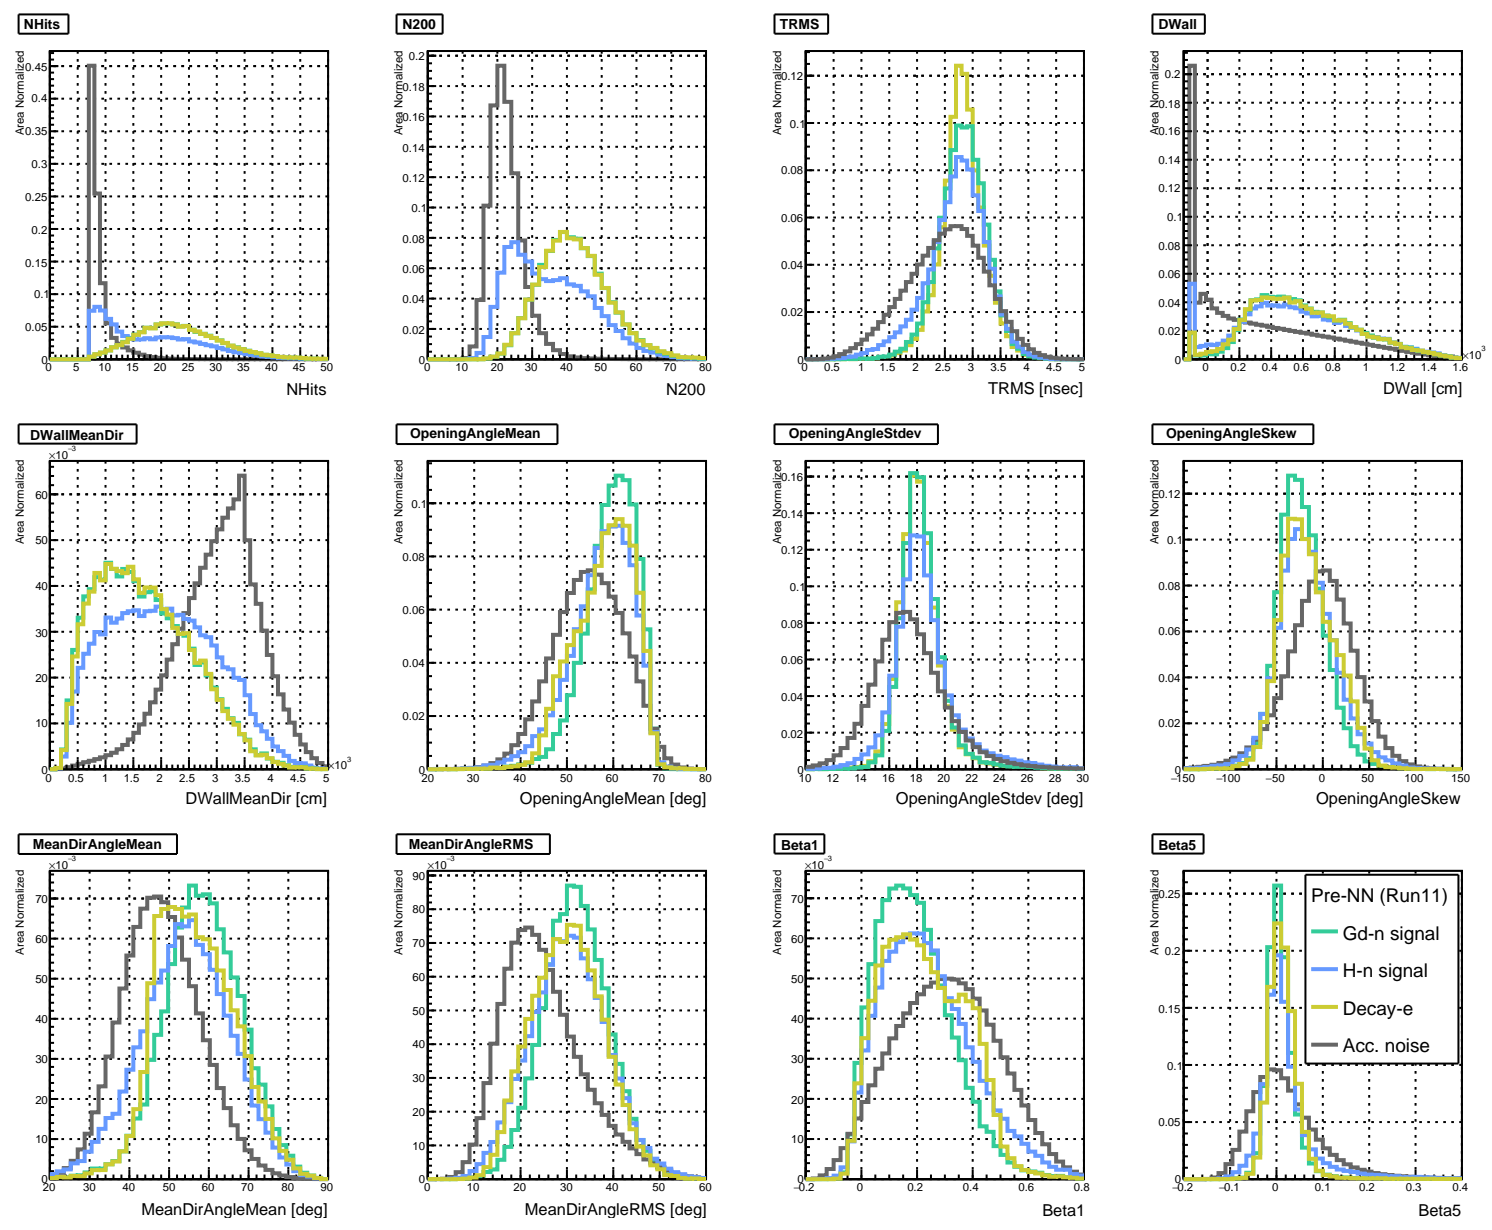 NHits
Area Normalized
0.45
0.4
0.35
0.3
0.25
0.2
0.15
0.1
0.05
0
0 5 10 15 20 25 30 35 40 45 50
NHits
N200
Area Normalized
0.2
0.18
0.16
0.14
0.12
0.1
0.08
0.06
0.04
0.02
0
0 10 20 30 40 50 60 70 80
N200
TRMS
Area Normalized
0.12
0.1
0.08
0.06
0.04
0.02
0
0 0.5 1 1.5 2 2.5 3 3.5 4 4.5 5
TRMS [nsec]
DWall
Area Normalized
0.2
0.18
0.16
0.14
0.12
0.1
0.08
0.06
0.04
0.02
0
0 0.2 0.4 0.6 0.8 1 1.2 1.4 1.6
×10³
DWall [cm]
DWallMeanDir
×10⁻³
Area Normalized
60
50
40
30
20
10
0
0 0.5 1 1.5 2 2.5 3 3.5 4 4.5 5
×10³
DWallMeanDir [cm]
OpeningAngleMean
Area Normalized
0.1
0.08
0.06
0.04
0.02
0
20 30 40 50 60 70 80
OpeningAngleMean [deg]
OpeningAngleStdev
Area Normalized
0.16
0.14
0.12
0.1
0.08
0.06
0.04
0.02
0
10 12 14 16 18 20 22 24 26 28 30
OpeningAngleStdev [deg]
OpeningAngleSkew
Area Normalized
0.12
0.1
0.08
0.06
0.04
0.02
0
−150 −100 −50 0 50 100 150
OpeningAngleSkew
MeanDirAngleMean
×10⁻³
Area Normalized
70
60
50
40
30
20
10
0
20 30 40 50 60 70 80 90
MeanDirAngleMean [deg]
MeanDirAngleRMS
×10⁻³
Area Normalized
90
80
70
60
50
40
30
20
10
0
0 10 20 30 40 50 60
MeanDirAngleRMS [deg]
Beta1
×10⁻³
Area Normalized
70
60
50
40
30
20
10
0
−0.2 0 0.2 0.4 0.6 0.8
Beta1
Beta5
Area Normalized
0.25
0.2
0.15
0.1
0.05
0
−0.2 −0.1 0 0.1 0.2 0.3 0.4
Beta5
Pre-NN (Run11)
Gd-n signal
H-n signal
Decay-e
Acc. noise